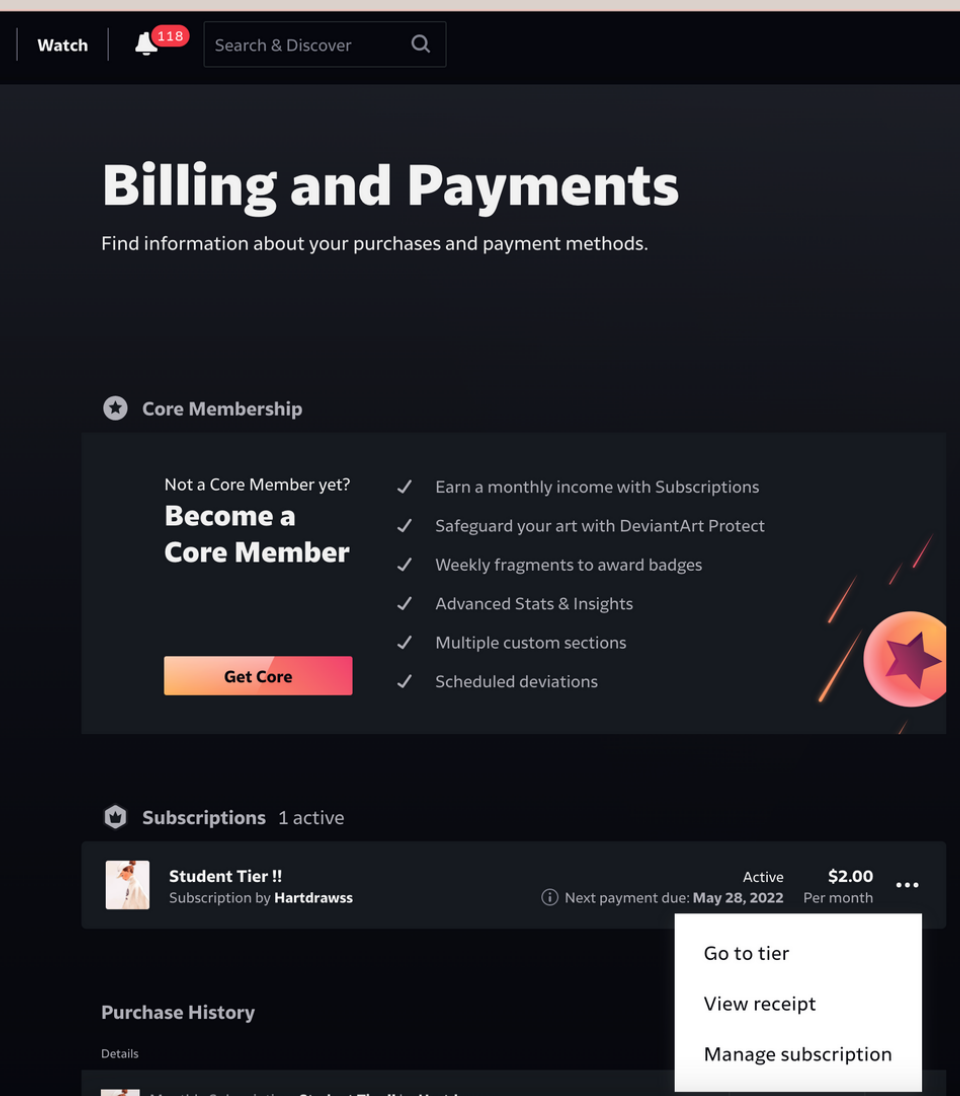 Watch
118
Search & Discover
Billing and Payments
Find information about your purchases and payment methods.
Core Membership
Not a Core Member yet?
Become a
Core Member
Get Core
Earn a monthly income with Subscriptions
Safeguard your art with DeviantArt Protect
Weekly fragments to award badges
Advanced Stats & Insights
Multiple custom sections
Scheduled deviations
Subscriptions 1 active
Student Tier !!
Subscription by Hartdrawss
Active
Next payment due: May 28, 2022
$2.00
Per month
Go to tier
View receipt
Manage subscription
Purchase History
Details